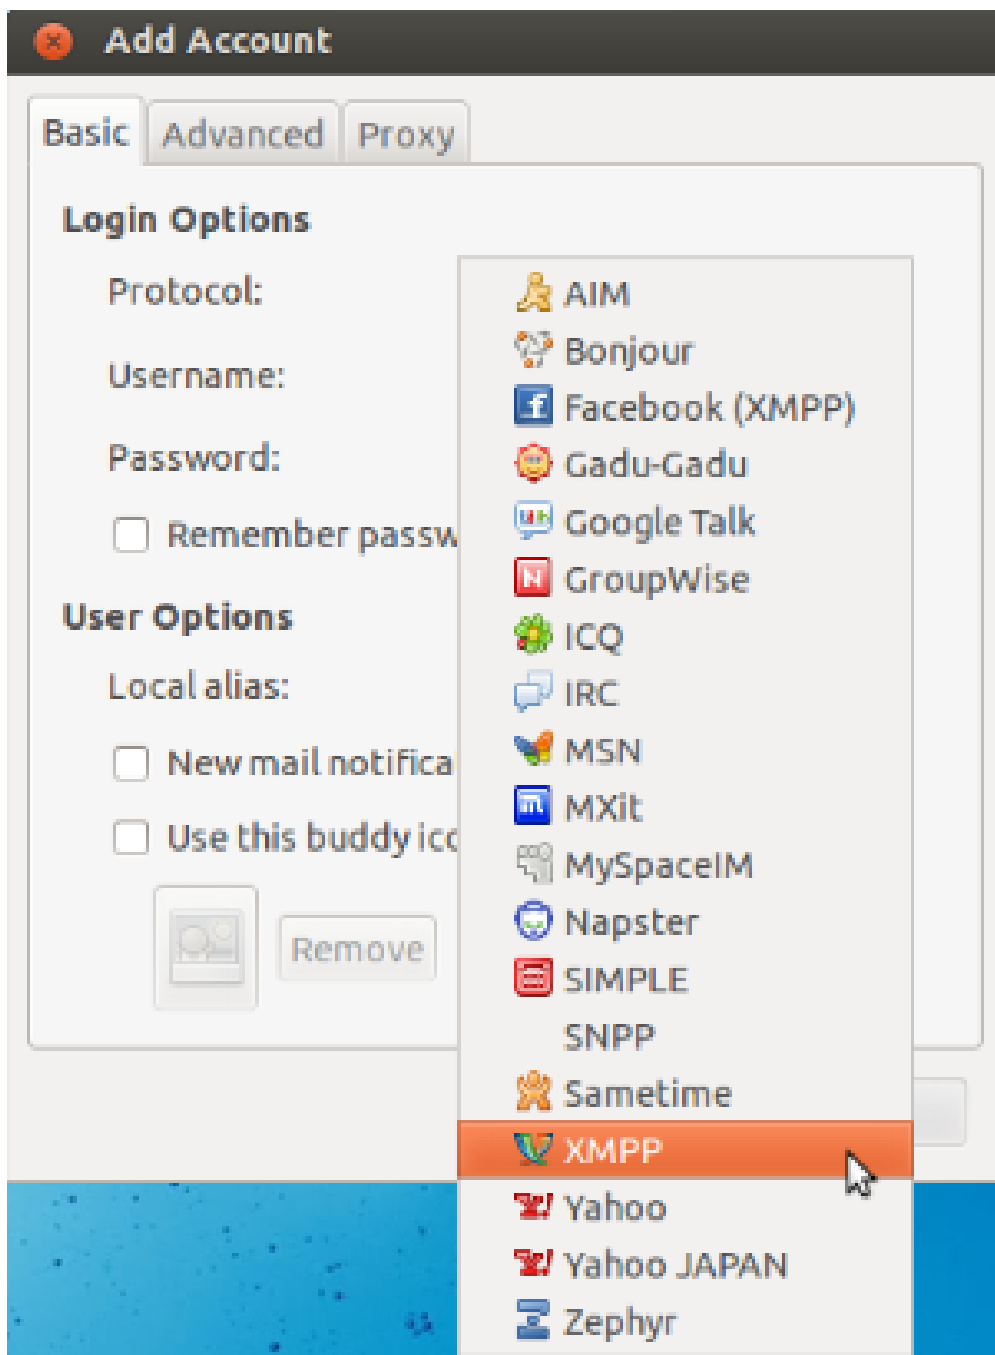 Add Account
Basic Advanced Proxy
Login Options
Protocol:
Username:
Password:
Remember passw
User Options
Local alias:
New mail notifica
Use this buddy ico
Remove
AIM
Bonjour
Facebook (XMPP)
Gadu-Gadu
Google Talk
GroupWise
ICQ
IRC
MSN
MXit
MySpaceIM
Napster
SIMPLE
SNPP
Sametime
XMPP
Yahoo
Yahoo JAPAN
Zephyr